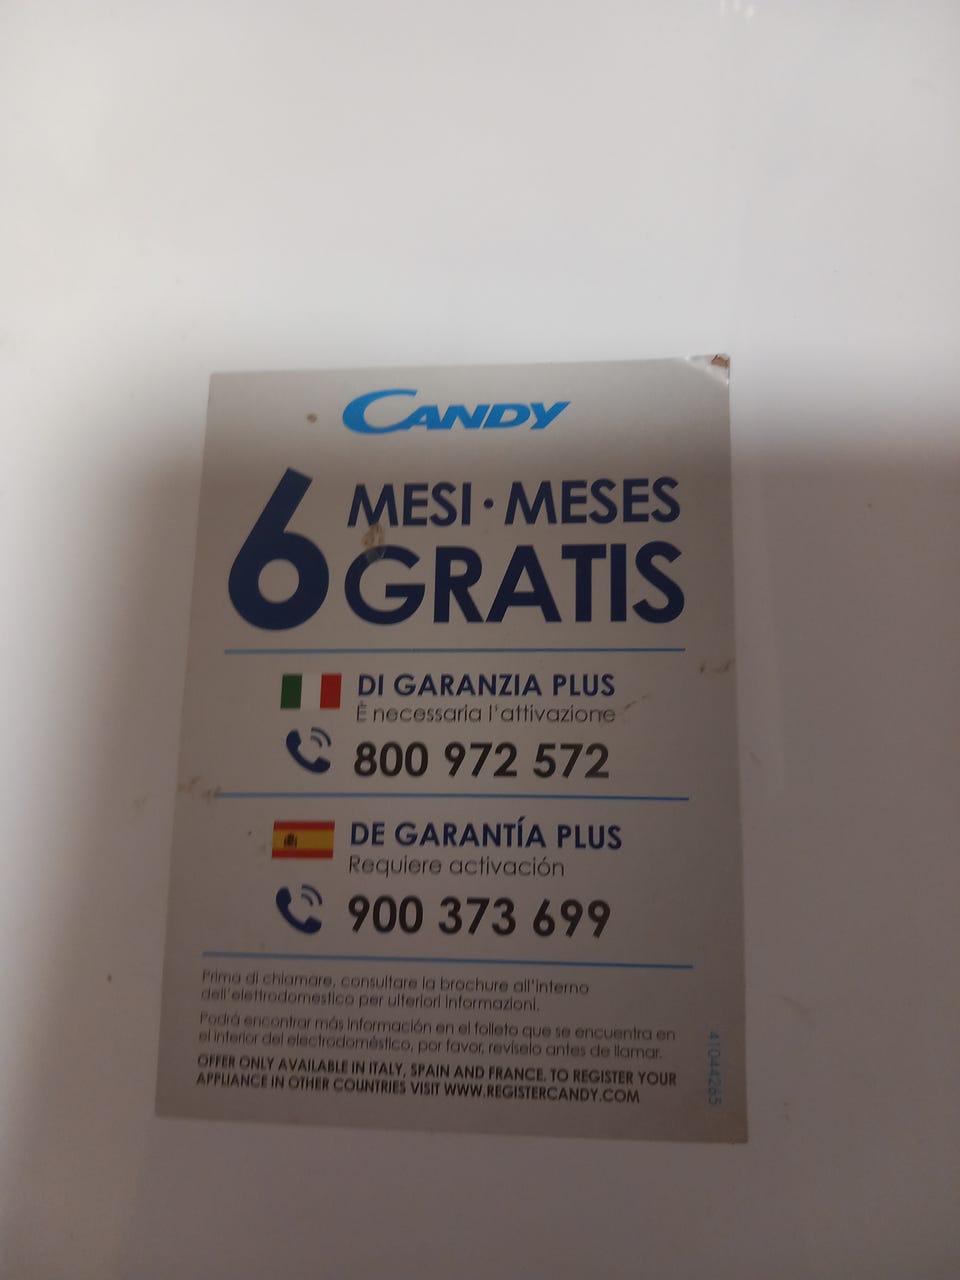 CANDY
6 MESI · MESES
GRATIS
DI GARANZIA PLUS
È necessaria l'attivazione
800 972 572
DE GARANTÍA PLUS
Requiere activación
900 373 699
Prima di chiamare, consultare la brochure all'interno
dell'elettrodomestico per ulteriori informazioni.
Podrá encontrar más información en el folleto que se encuentra en
el interior del electrodoméstico, por favor, revíselo antes de llamar.
OFFER ONLY AVAILABLE IN ITALY, SPAIN AND FRANCE. TO REGISTER YOUR
APPLIANCE IN OTHER COUNTRIES VISIT WWW.REGISTERCANDY.COM
41044265